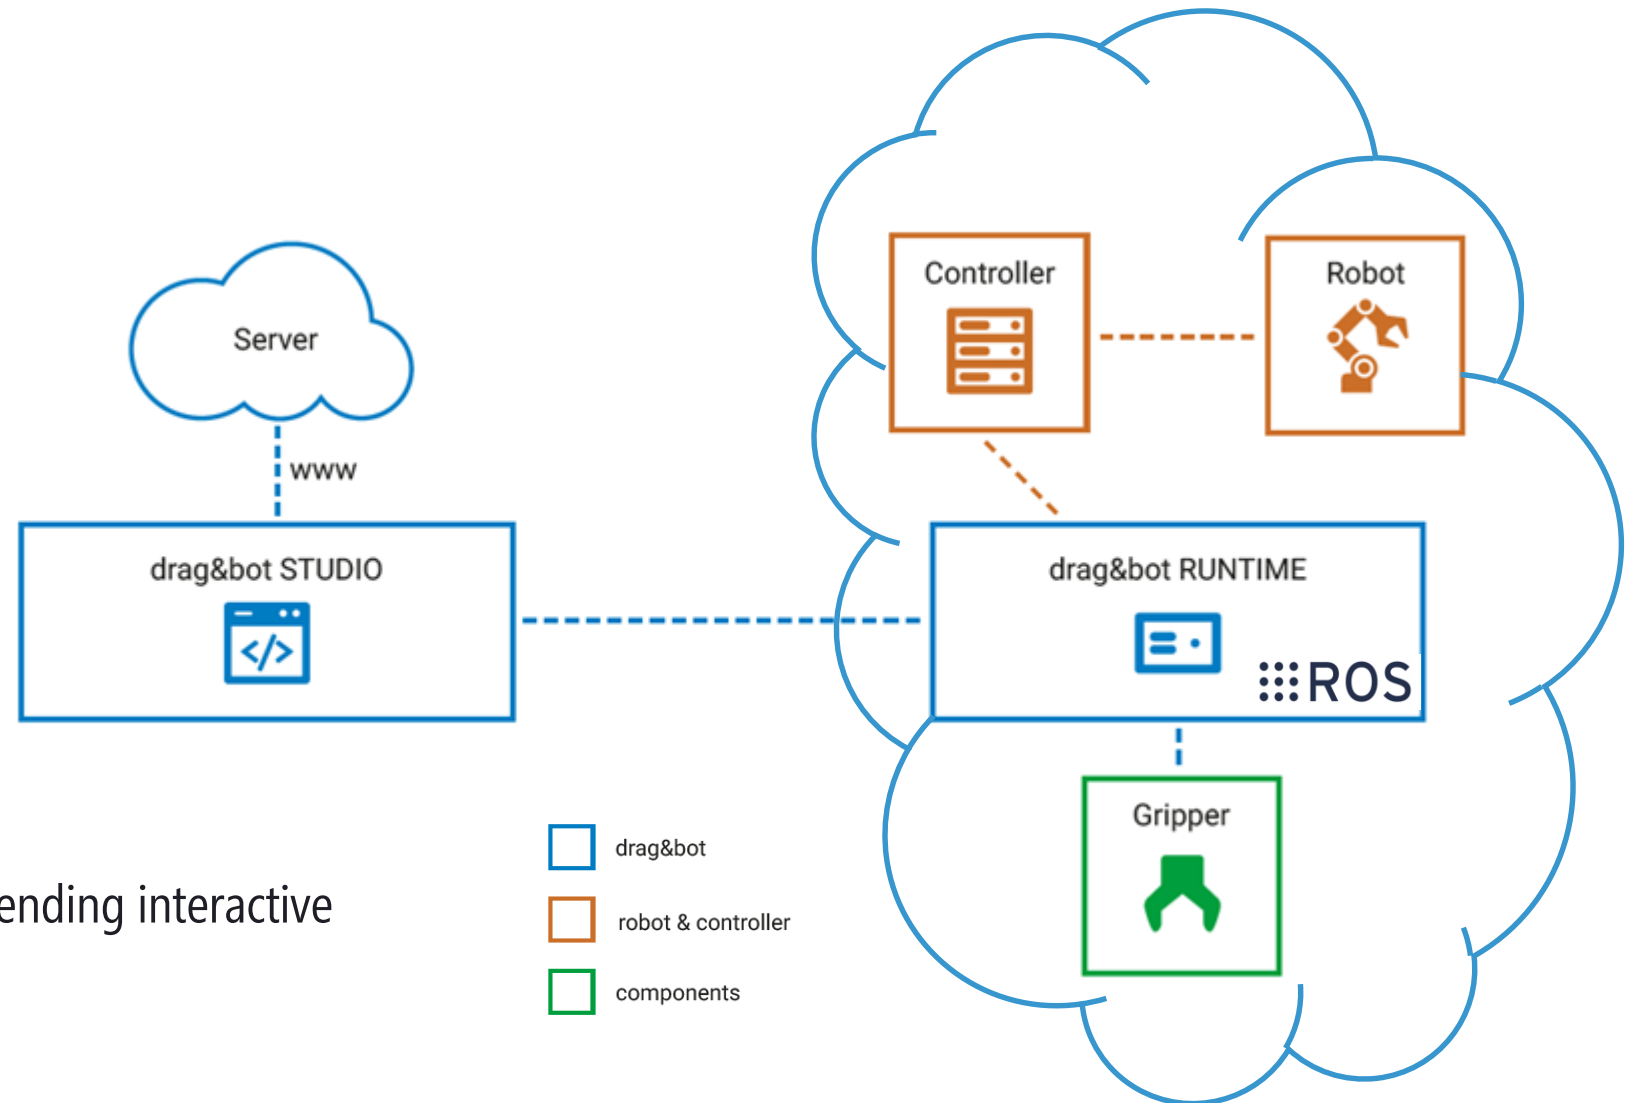 Server
www
drag&bot STUDIO
Controller
Robot
drag&bot RUNTIME
ROS
Gripper
drag&bot
robot & controller
components
ending interactive